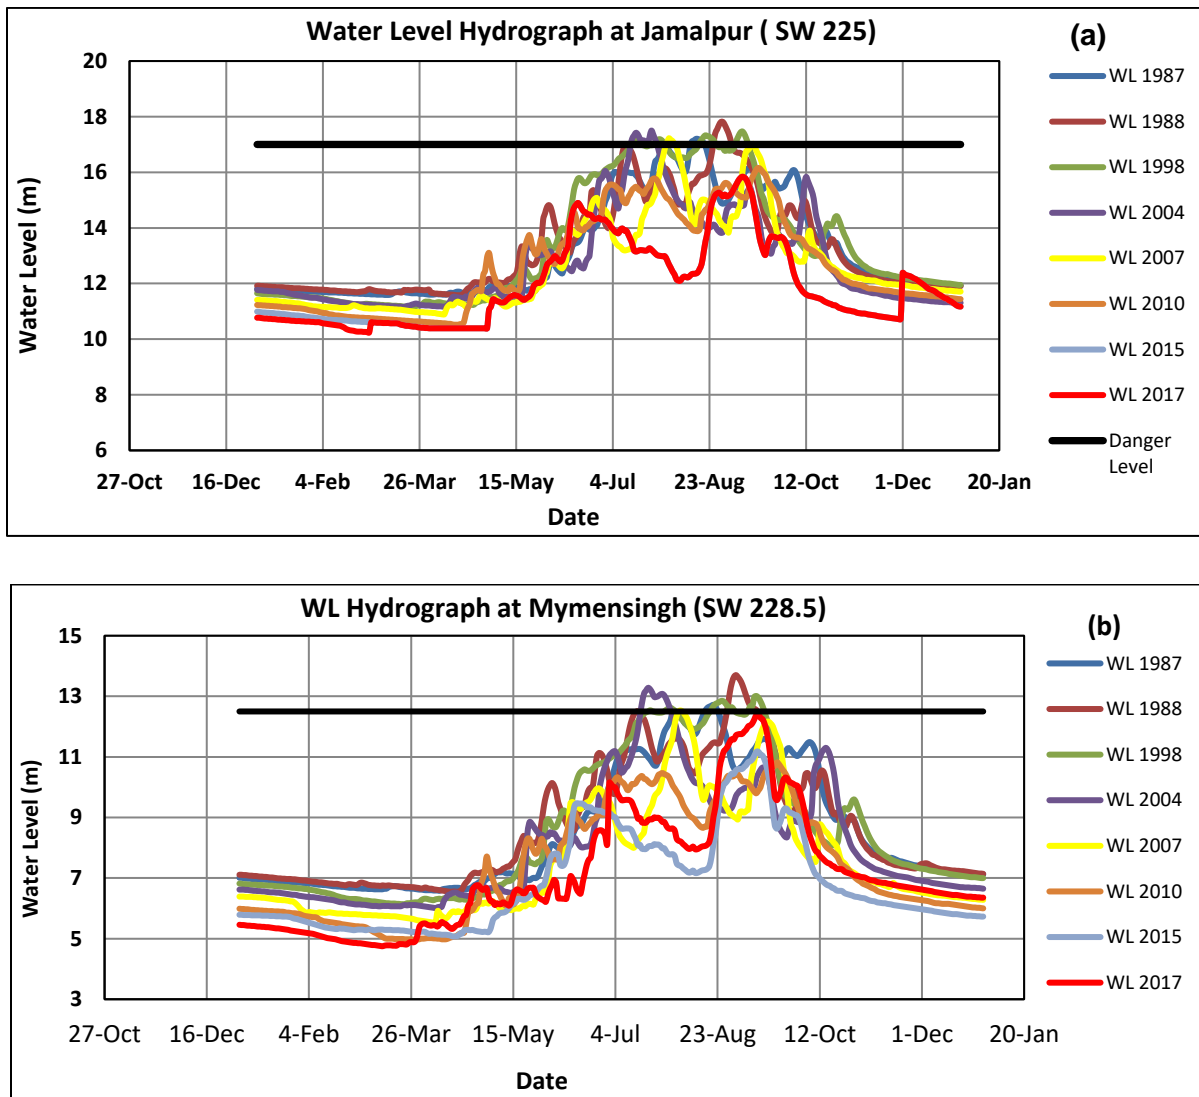 Water Level Hydrograph at Jamalpur ( SW 225)
(a)
Water Level (m)
20
18
16
14
12
10
8
6
27-Oct 16-Dec 4-Feb 26-Mar 15-May 4-Jul 23-Aug 12-Oct 1-Dec 20-Jan
Date
WL 1987
WL 1988
WL 1998
WL 2004
WL 2007
WL 2010
WL 2015
WL 2017
Danger
Level
WL Hydrograph at Mymensingh (SW 228.5)
(b)
Water Level (m)
15
13
11
9
7
5
3
27-Oct 16-Dec 4-Feb 26-Mar 15-May 4-Jul 23-Aug 12-Oct 1-Dec 20-Jan
Date
WL 1987
WL 1988
WL 1998
WL 2004
WL 2007
WL 2010
WL 2015
WL 2017